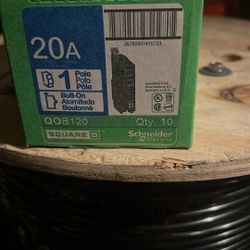 20A
1 Pole
Polo
Pôle
Bolt-On
Atornillado
Boulonné
QOB120
Qty. 10
SQUARE D
Schneider
Electric